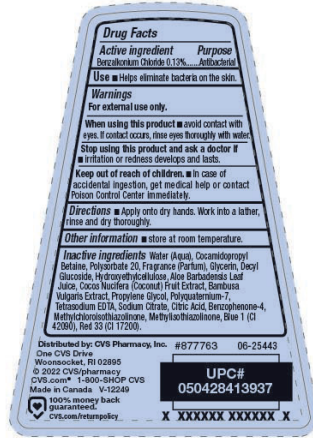 Drug Facts
Active ingredient Purpose
Benzalkonium Chloride 0.13%......Antibacterial
Use ■ Helps eliminate bacteria on the skin.
Warnings
For external use only.
When using this product ■ avoid contact with
eyes. If contact occurs, rinse eyes thoroughly with water.
Stop using this product and ask a doctor if
■ irritation or redness develops and lasts.
Keep out of reach of children. ■ In case of
accidental ingestion, get medical help or contact
Poison Control Center immediately.
Directions ■ Apply onto dry hands. Work into a lather,
rinse and dry thoroughly.
Other information ■ store at room temperature.
Inactive ingredients Water (Aqua), Cocamidopropyl
Betaine, Polysorbate 20, Fragrance (Parfum), Glycerin, Decyl
Glucoside, Hydroxyethylcellulose, Aloe Barbadensis Leaf
Juice, Cocos Nucifera (Coconut) Fruit Extract, Bambusa
Vulgaris Extract, Propylene Glycol, Polyquaternium-7,
Tetrasodium EDTA, Sodium Citrate, Citric Acid, Benzophenone-4,
Methylchloroisothiazolinone, Methylisothiazolinone, Blue 1 (CI
42090), Red 33 (CI 17200).
Distributed by: CVS Pharmacy, Inc. #877763 06-25443
One CVS Drive
Woonsocket, RI 02895
© 2022 CVS/pharmacy
CVS.com® 1-800-SHOP CVS
Made in Canada V-12249
100% money back
guaranteed.
CVS.com/returnpolicy
UPC#
050428413937
X XXXXXX XXXXXX X